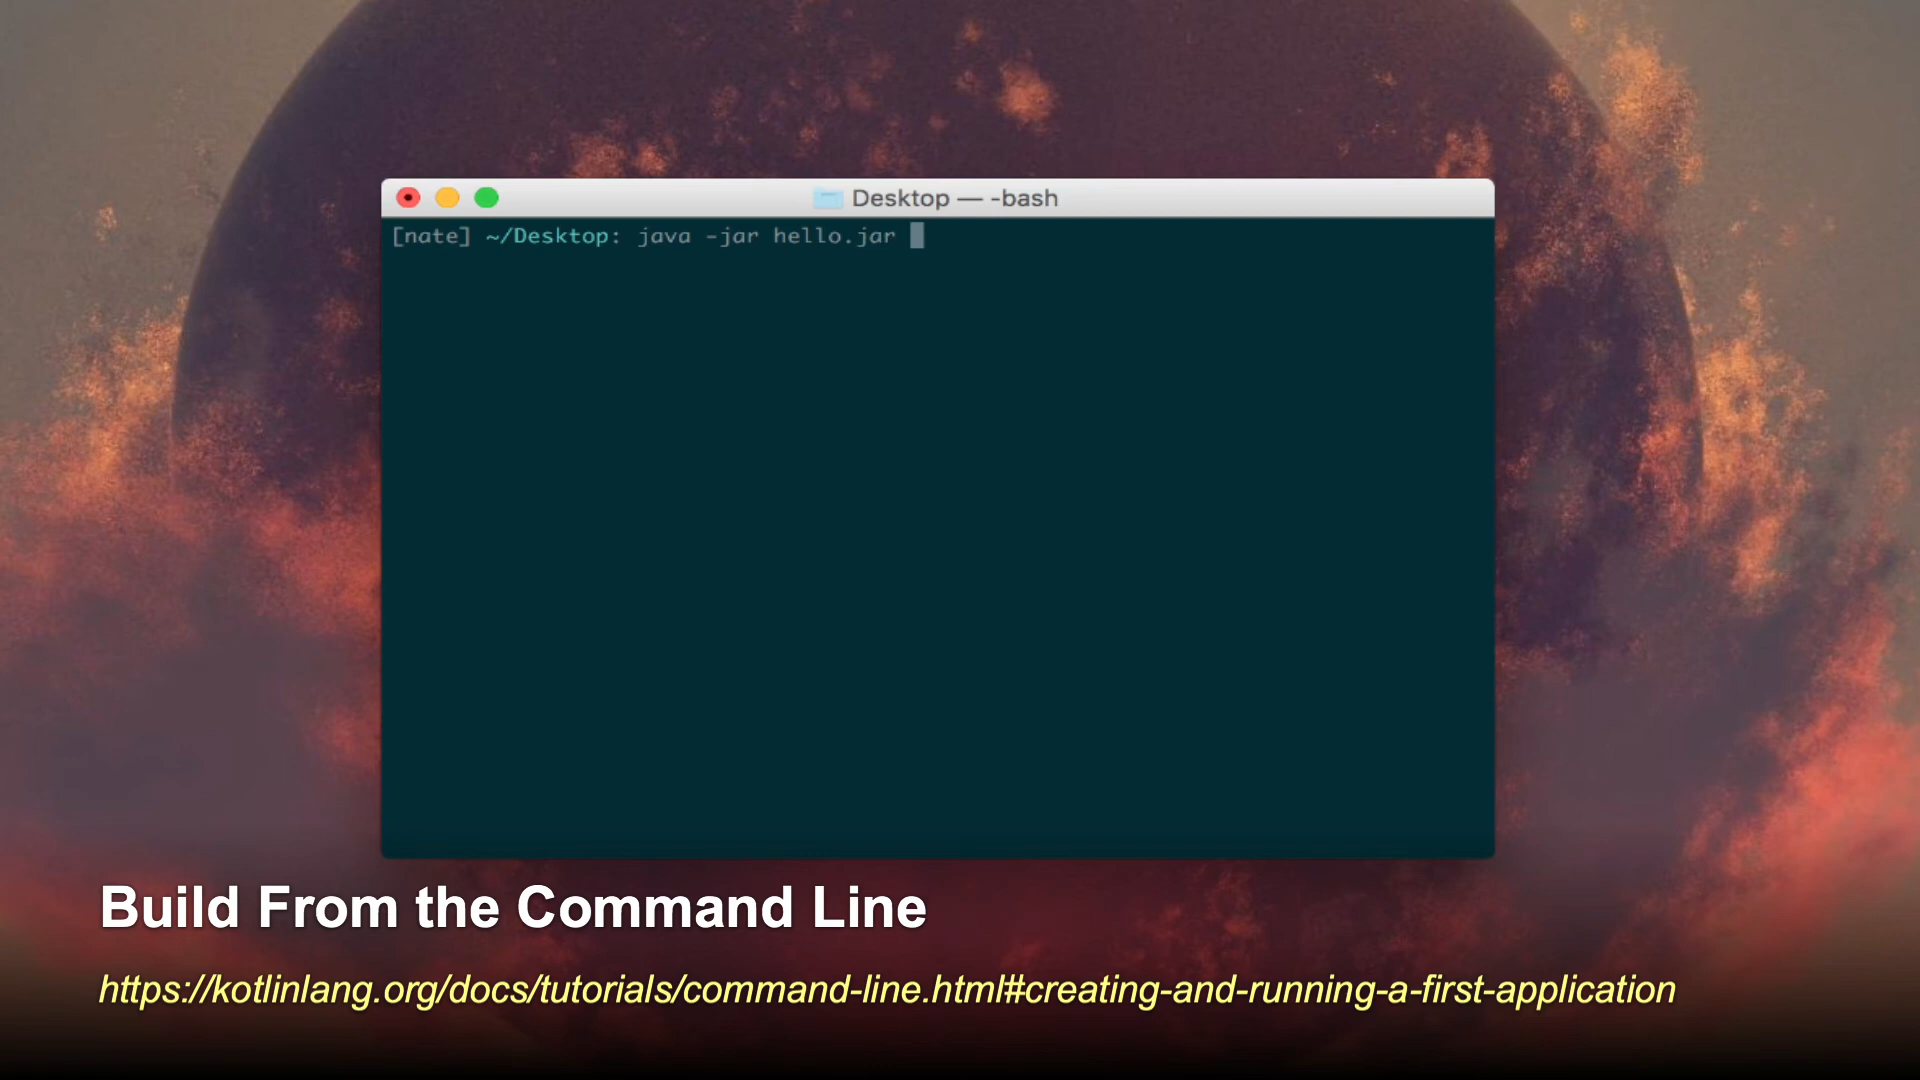 Desktop — -bash
[nate] ~/Desktop: java -jar hello.jar
Build From the Command Line
https://kotlinlang.org/docs/tutorials/command-line.html#creating-and-running-a-first-application